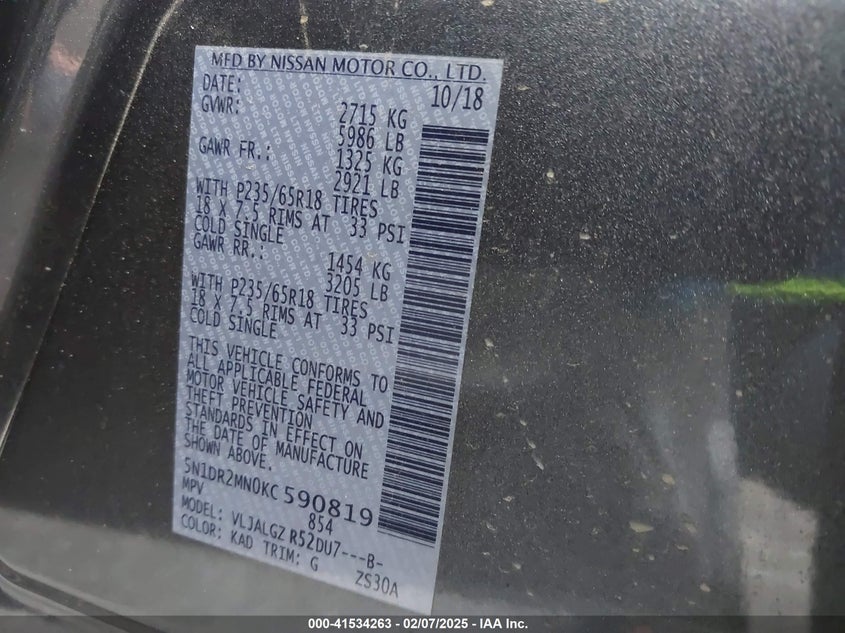 MFD BY NISSAN MOTOR CO., LTD.
DATE: 10/18
GVWR: 2715 KG
5986 LB
GAWR FR.: 1325 KG
2921 LB
WITH P235/65R18 TIRES
18 X 7.5 RIMS AT 33 PSI
COLD SINGLE
GAWR RR.: 1454 KG
3205 LB
WITH P235/65R18 TIRES
18 X 7.5 RIMS AT 33 PSI
COLD SINGLE
THIS VEHICLE CONFORMS TO
ALL APPLICABLE FEDERAL
MOTOR VEHICLE SAFETY AND
THEFT PREVENTION
STANDARDS IN EFFECT ON
THE DATE OF MANUFACTURE
SHOWN ABOVE.
5N1DR2MN0KC590819
MPV 854
MODEL: VLJALGZ R52DU7---B-
COLOR: KAD TRIM: G ZS30A
000-41534263 - 02/07/2025 - IAA Inc.